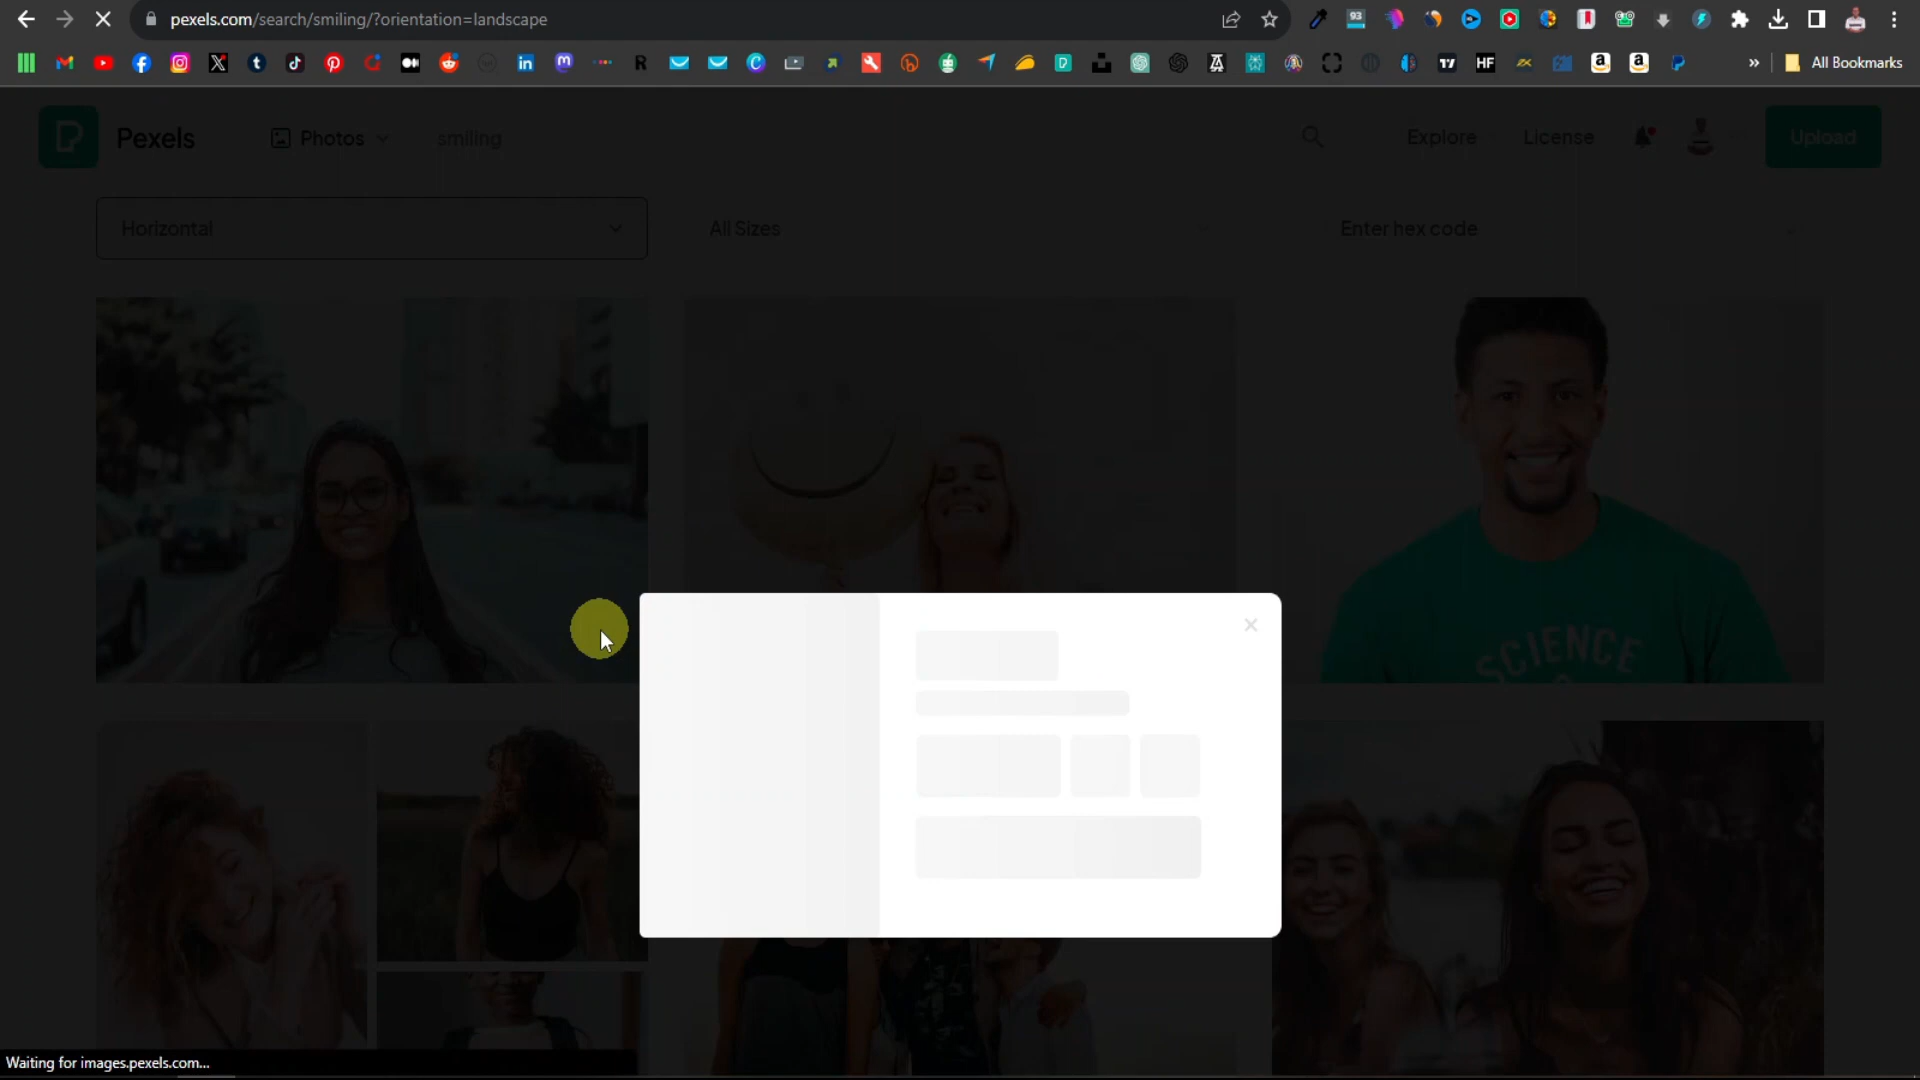 pexels.com/search/smiling/?orientation=landscape
93
All Bookmarks
Pexels
Photos
smiling
Explore
License
Upload
Horizontal
All Sizes
Enter hex code
SCIENCE
Waiting for images.pexels.com...